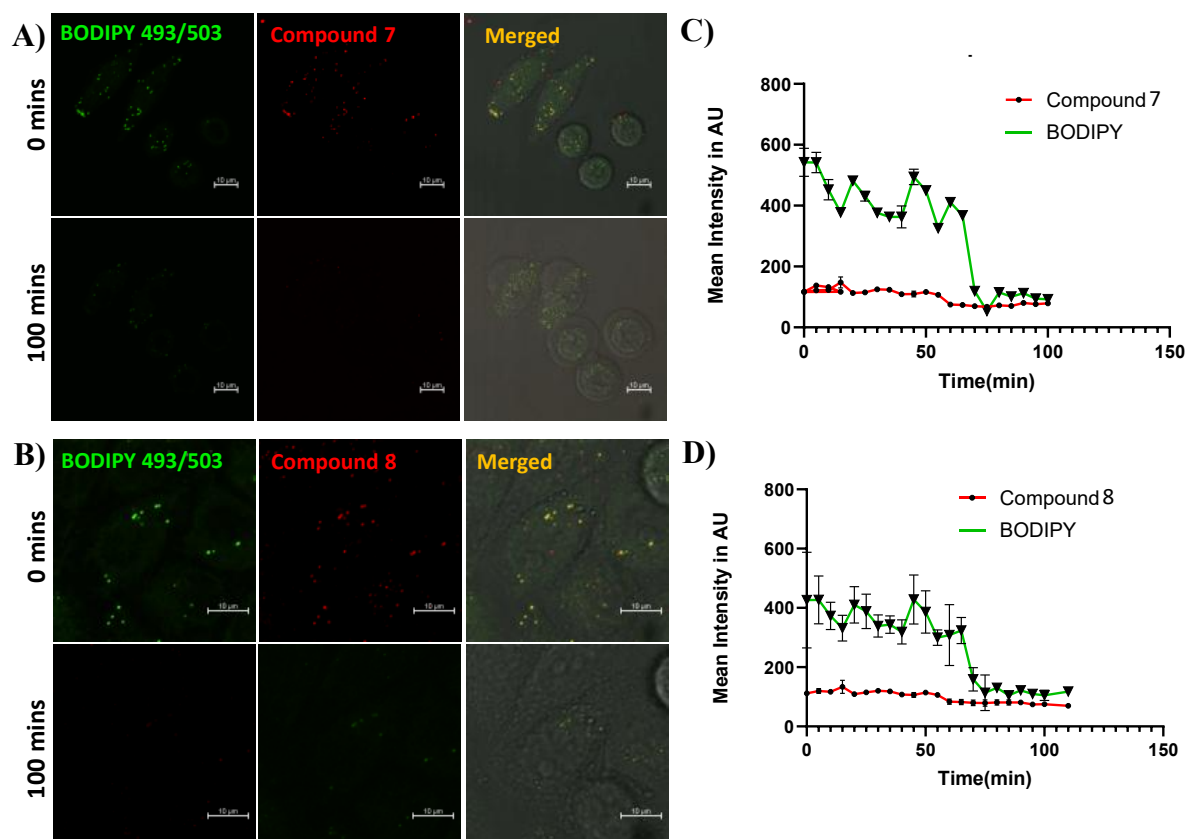 A)
BODIPY 493/503
Compound 7
Merged
0 mins
10 μm
10 μm
10 μm
100 mins
10 μm
10 μm
10 μm
B)
BODIPY 493/503
Compound 8
Merged
0 mins
10 μm
10 μm
10 μm
100 mins
10 μm
10 μm
10 μm
C)
Compound 7
BODIPY
Mean Intensity in AU
800
600
400
200
0
0 50 100 150
Time(min)
D)
Compound 8
BODIPY
Mean Intensity in AU
800
600
400
200
0
0 50 100 150
Time(min)